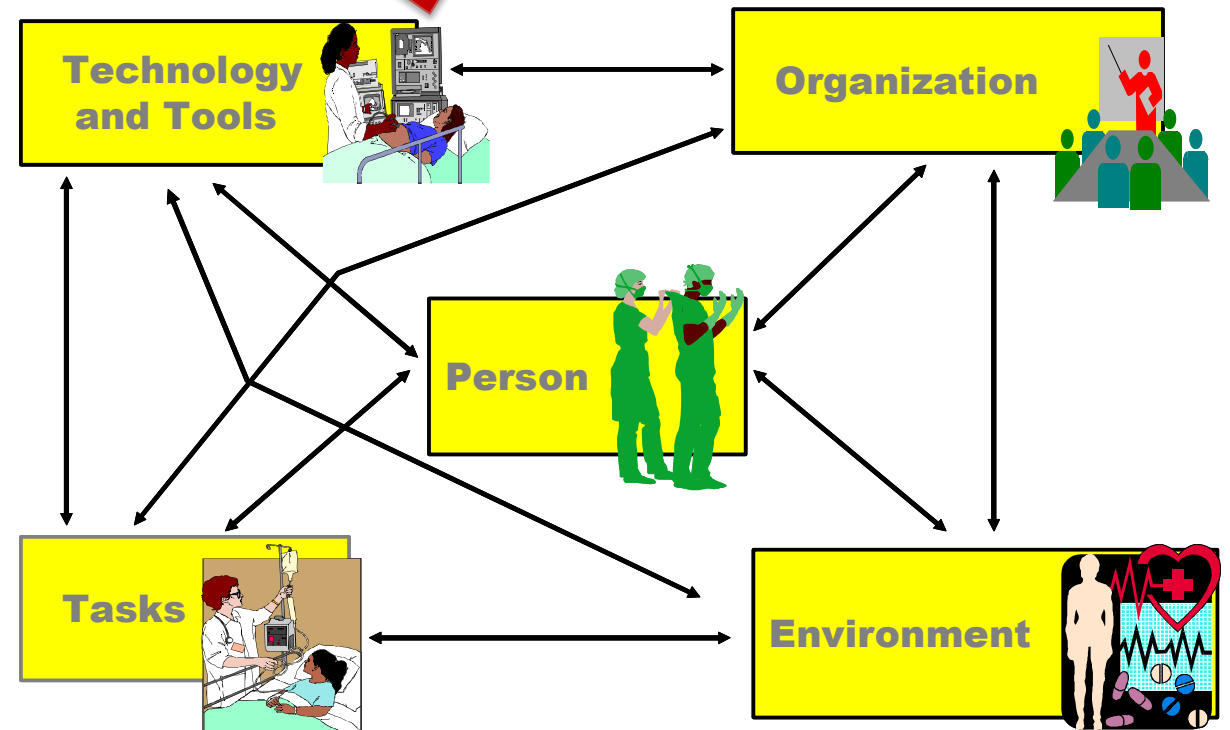 Technology
and Tools
Organization
Person
Tasks
Environment